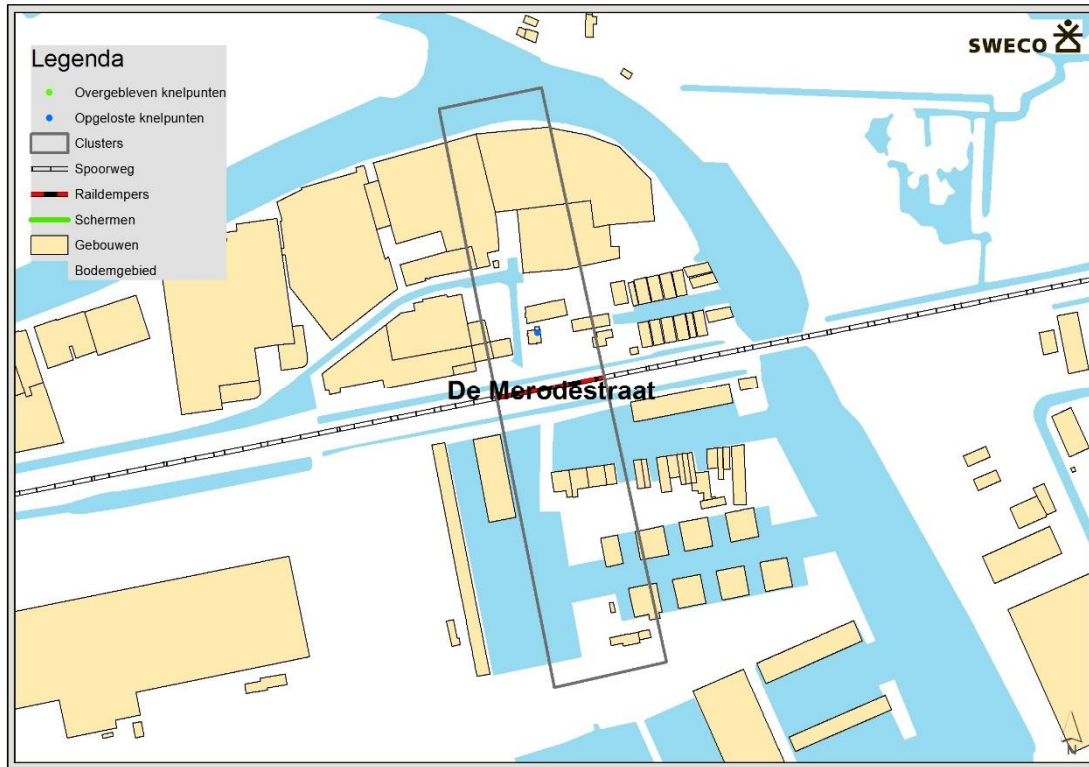 SWECO
Legenda
Overgebleven knelpunten
Opgeloste knelpunten
Clusters
Spoorweg
Raildempers
Schermen
Gebouwen
Bodemgebied
De Merodestraat
N